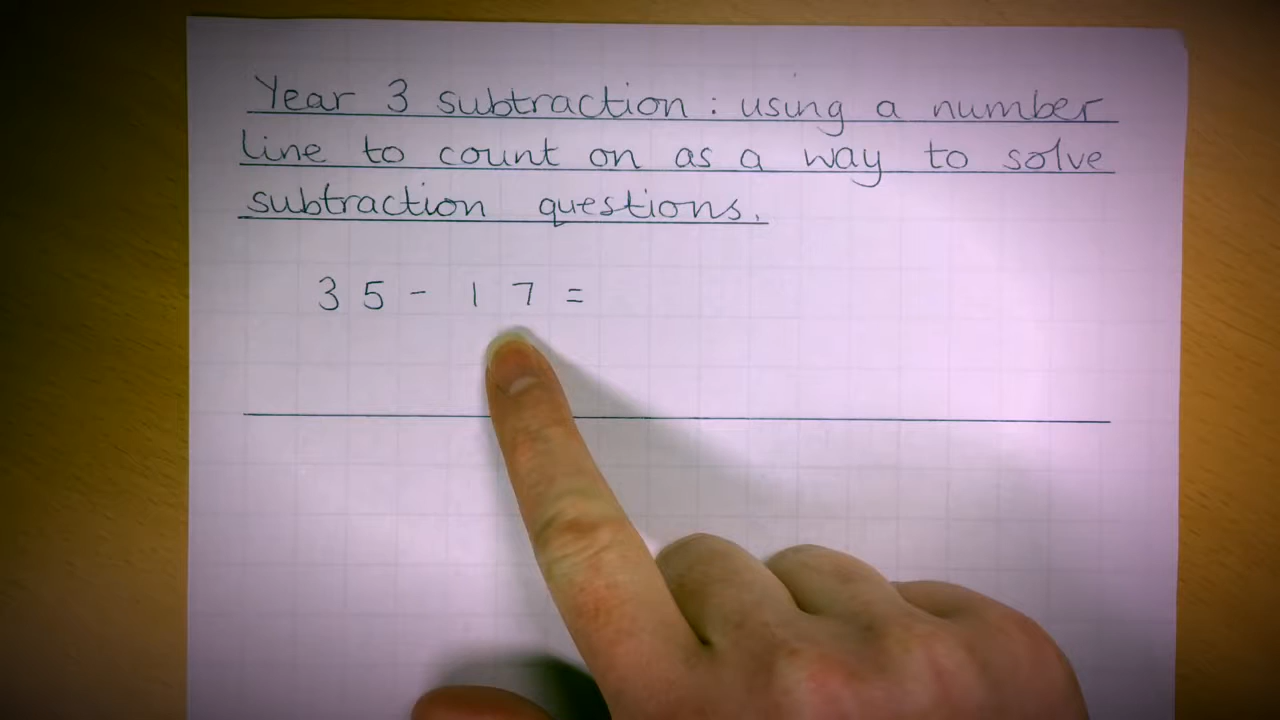 Year 3 subtraction : using a number
line to count on as a way to solve
subtraction questions.
35 - 17 =